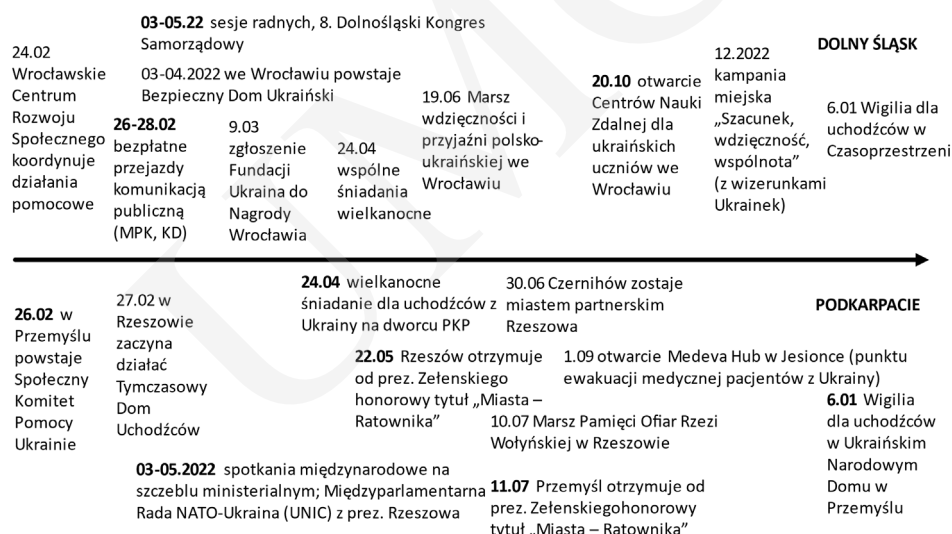 03-05.22 sesje radnych, 8. Dolnośląski Kongres
Samorządowy
DOLNY ŚLĄSK
24.02
Wrocławskie
Centrum
Rozwoju
Społecznego
koordynuje
działania
pomocowe
03-04.2022 we Wrocławiu powstaje
Bezpieczny Dom Ukraiński
26-28.02
bezpłatne
przejazdy
komunikacją
publiczną
(MPK, KD)
9.03
zgłoszenie
Fundacji
Ukraina do
Nagrody
Wrocławia
24.04
wspólne
śniadania
wielkanocne
19.06 Marsz
wdzięczności i
przyjaźni polsko-
ukraińskiej we
Wrocławiu
20.10 otwarcie
Centrów Nauki
Zdalnej dla
ukraińskich
uczniów we
Wrocławiu
12.2022
kampania
miejska
„Szacunek,
wdzięczność,
wspólnota”
(z wizerunkami
Ukrainek)
6.01 Wigilia dla
uchodźców w
Czasoprzestrzeni
PODKARPACIE
26.02 w
Przemyślu
powstaje
Społeczny
Komitet
Pomocy
Ukrainie
27.02 w
Rzeszowie
zaczyna
działać
Tymczasowy
Dom
Uchodźców
24.04 wielkanocne
śniadanie dla uchodźców z
Ukrainy na dworcu PKP
30.06 Czernihów zostaje
miastem partnerskim
Rzeszowa
22.05 Rzeszów otrzymuje
od prez. Zełenskiego
honorowy tytuł „Miasta –
Ratownika”
1.09 otwarcie Medeva Hub w Jesionce (punktu
ewakuacji medycznej pacjentów z Ukrainy)
10.07 Marsz Pamięci Ofiar Rzezi
Wołyńskiej w Rzeszowie
6.01 Wigilia
dla uchodźców
w Ukraińskim
Narodowym
Domu w
Przemyślu
03-05.2022 spotkania międzynarodowe na
szczeblu ministerialnym; Międzyparlamentarna
Rada NATO-Ukraina (UNIC) z prez. Rzeszowa
11.07 Przemyśl otrzymuje od
prez. Zełenskiegohonorowy
tytuł „Miasta – Ratownika”
UMC